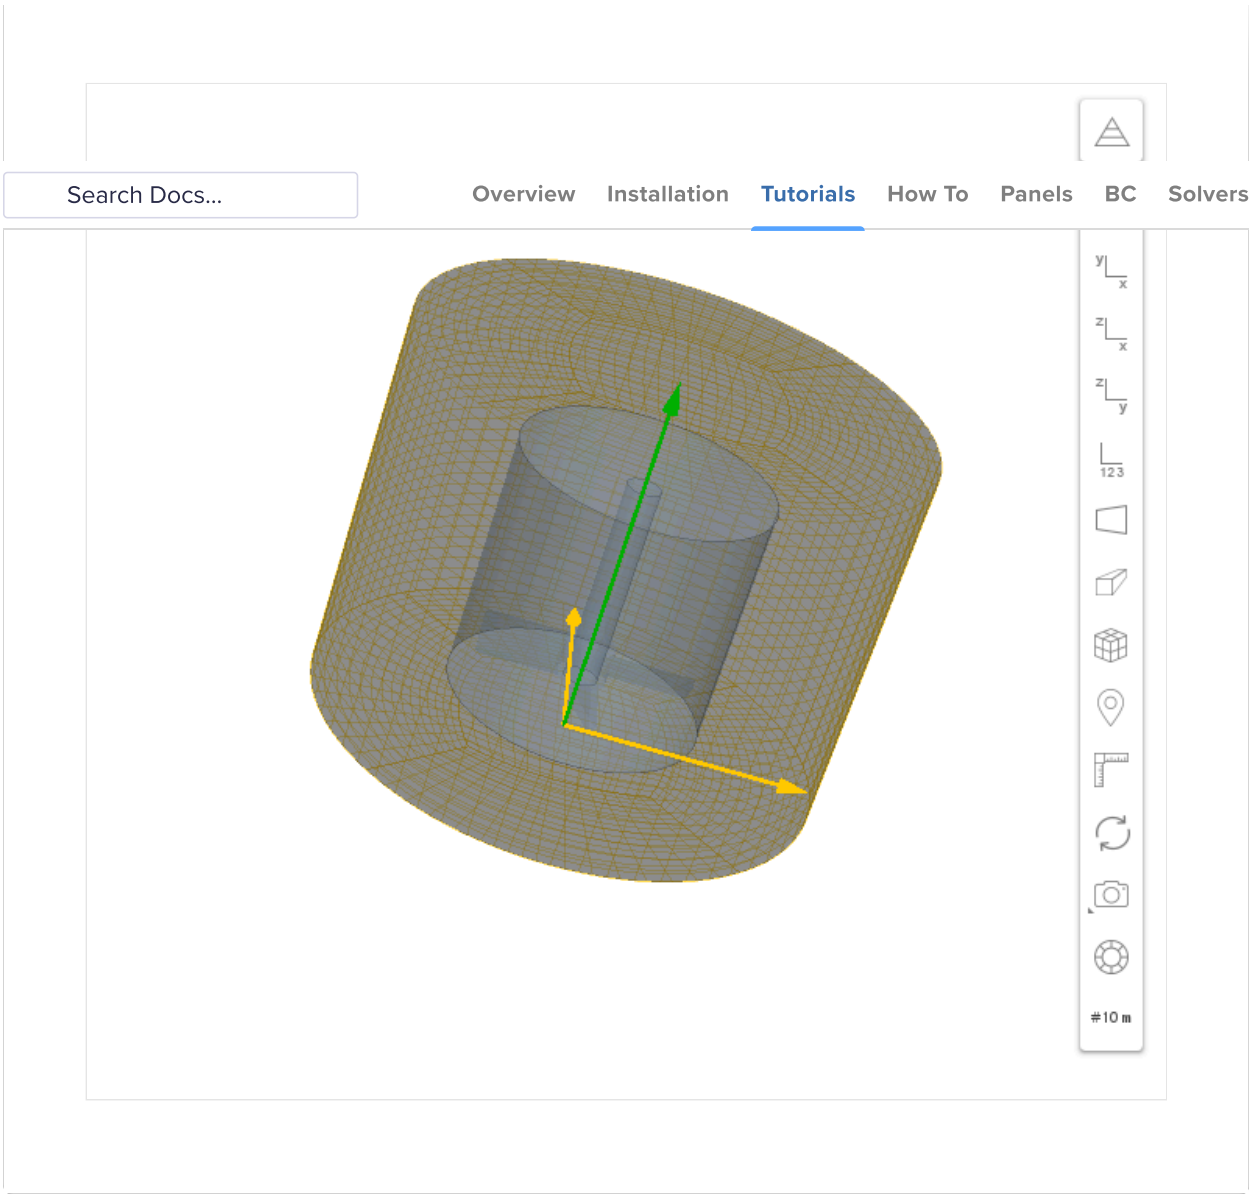 Search Docs...
Overview Installation Tutorials How To Panels BC Solvers
y
x
z
x
z
y
123
#10 m